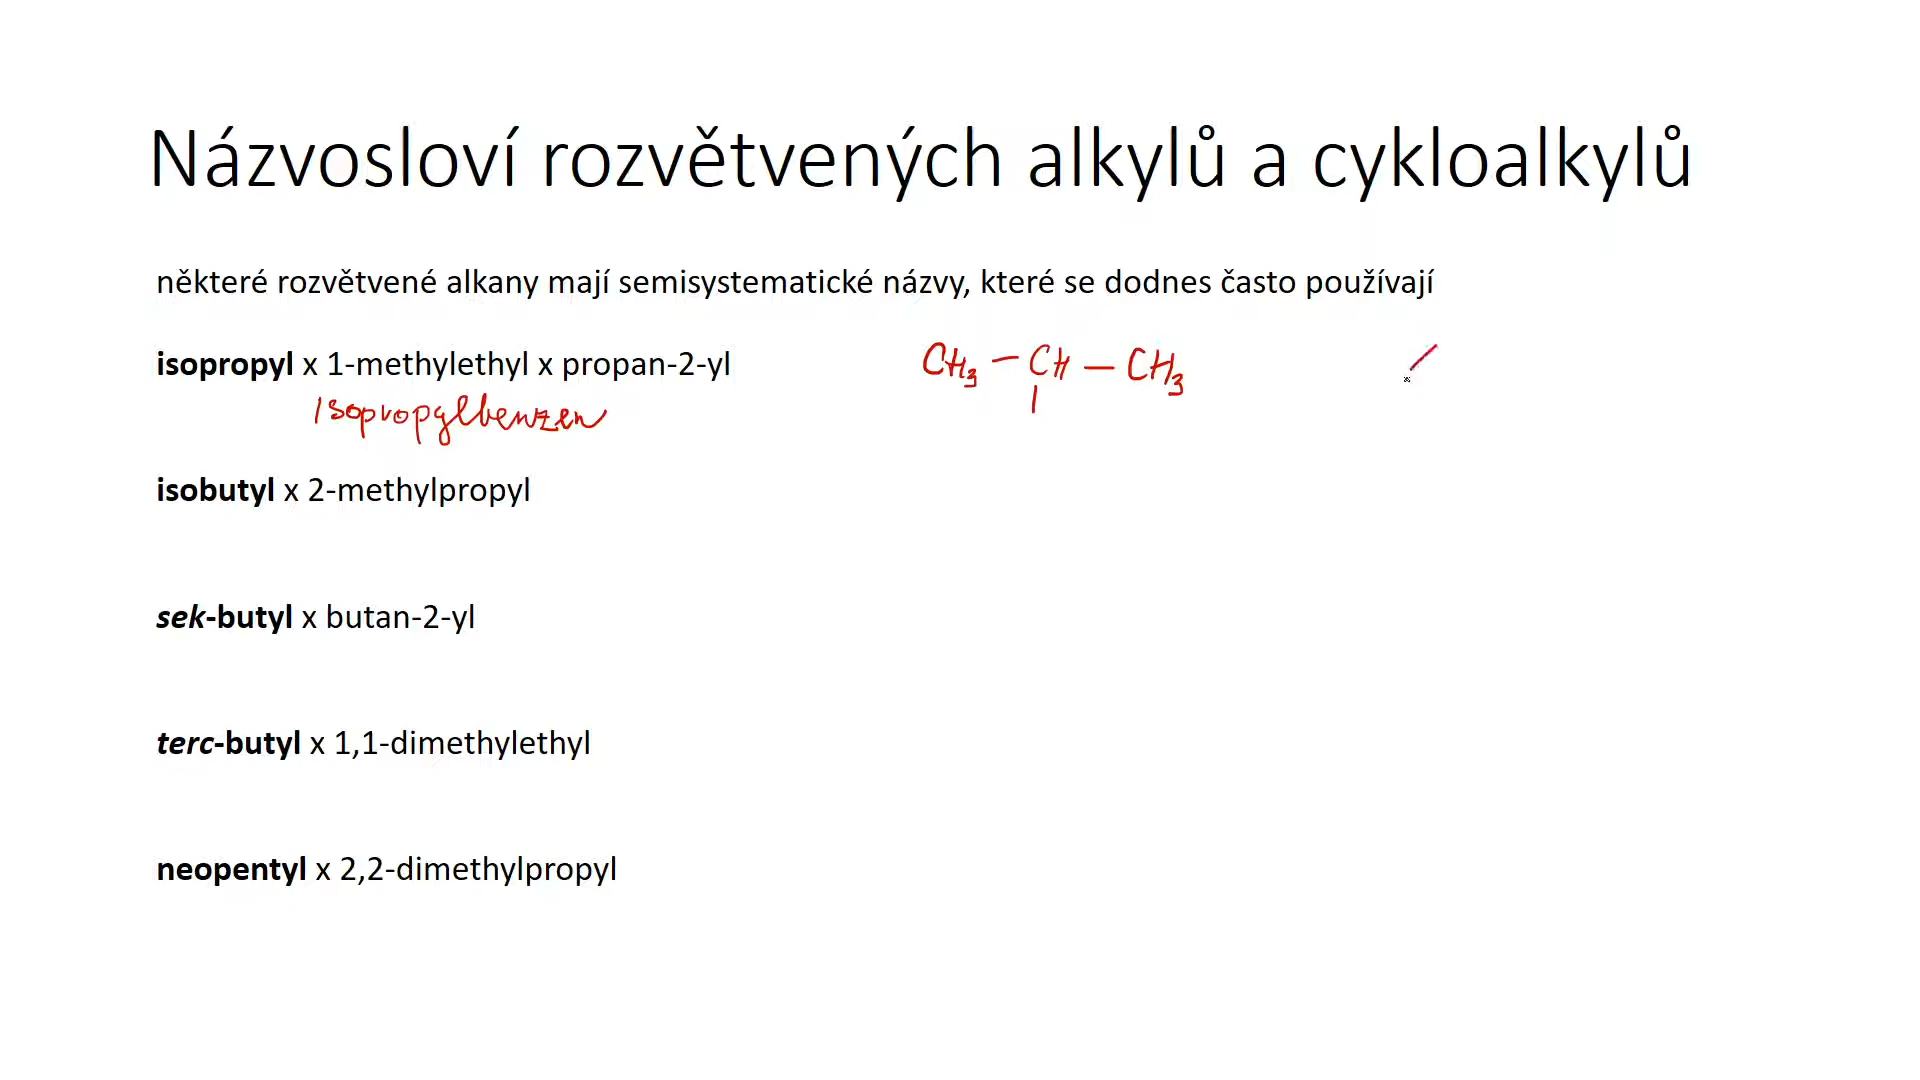 Názvosloví rozvětvených alkylů a cykloalkylů
některé rozvětvené alkany mají semisystematické názvy, které se dodnes často používají
isopropyl x 1-methylethyl x propan-2-yl
CH3 – CH – CH3
isopropylbenzen
isobutyl x 2-methylpropyl
sek-butyl x butan-2-yl
terc-butyl x 1,1-dimethylethyl
neopentyl x 2,2-dimethylpropyl